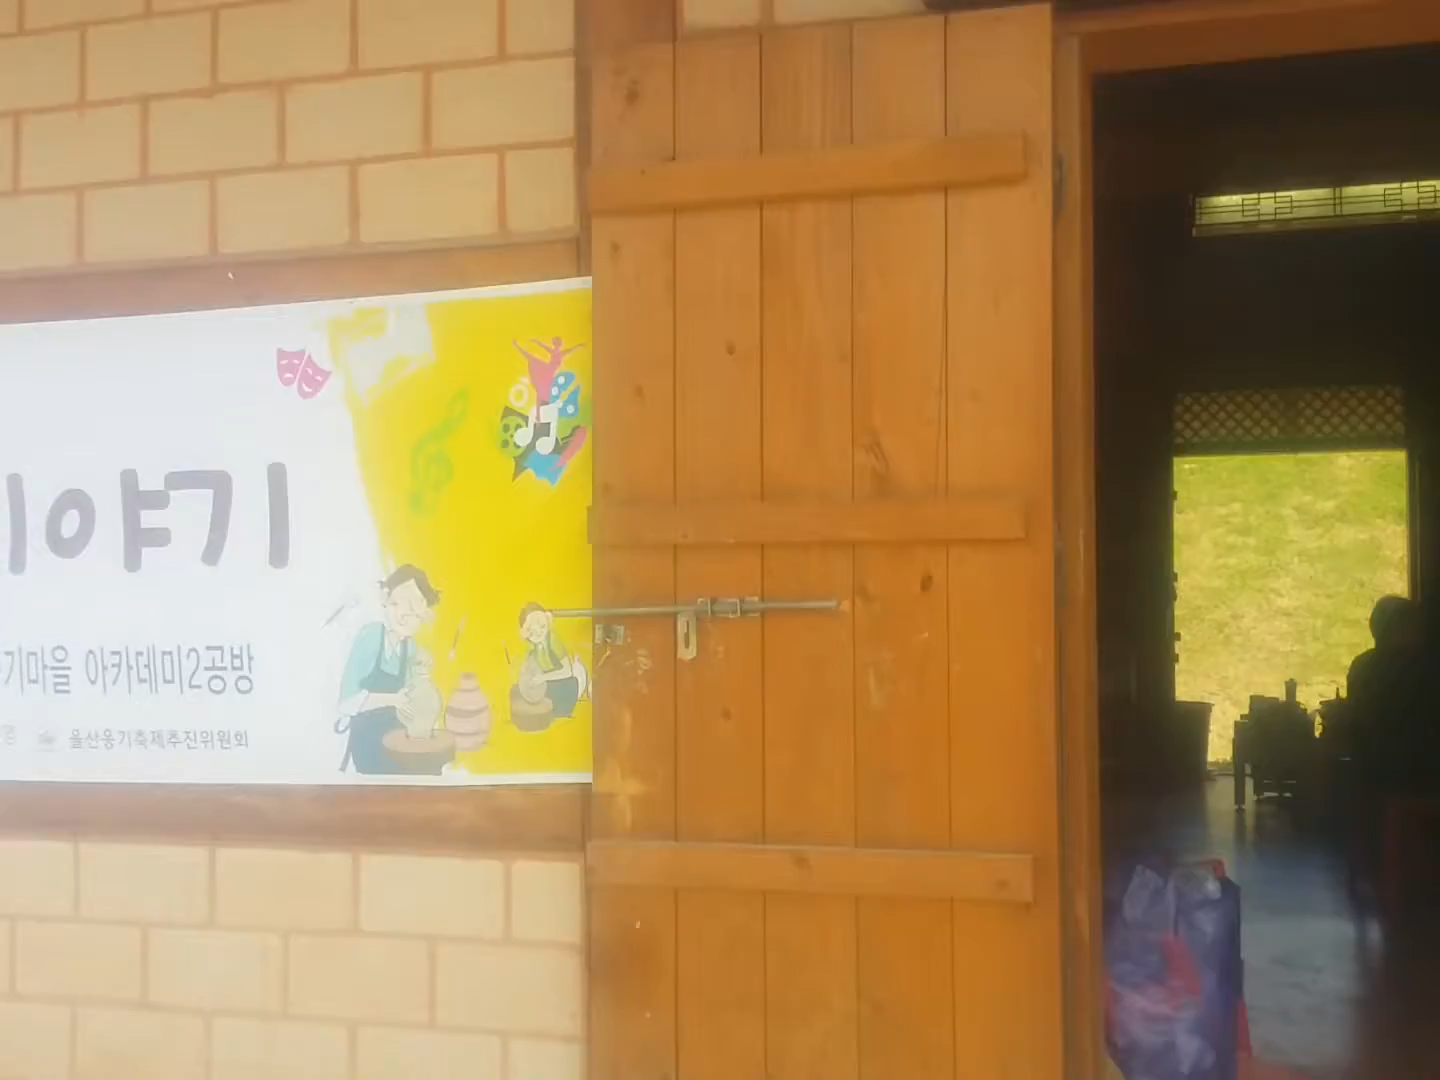 이야기
기마을 아카데미2공방
울산옹기축제추진위원회